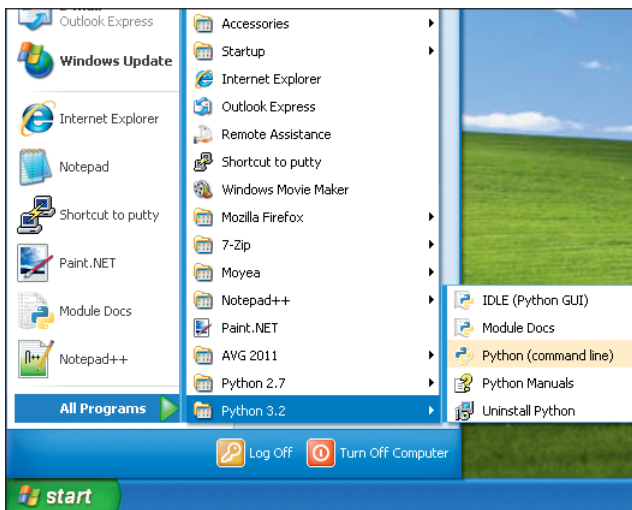 Outlook Express
Windows Update
Internet Explorer
Notepad
Shortcut to putty
Paint.NET
Module Docs
Notepad++
All Programs
Accessories
Startup
Internet Explorer
Outlook Express
Remote Assistance
Shortcut to putty
Windows Movie Maker
Mozilla Firefox
7-Zip
Moyea
Notepad++
Paint.NET
AVG 2011
Python 2.7
Python 3.2
IDLE (Python GUI)
Module Docs
Python (command line)
Python Manuals
Uninstall Python
Log Off
Turn Off Computer
start